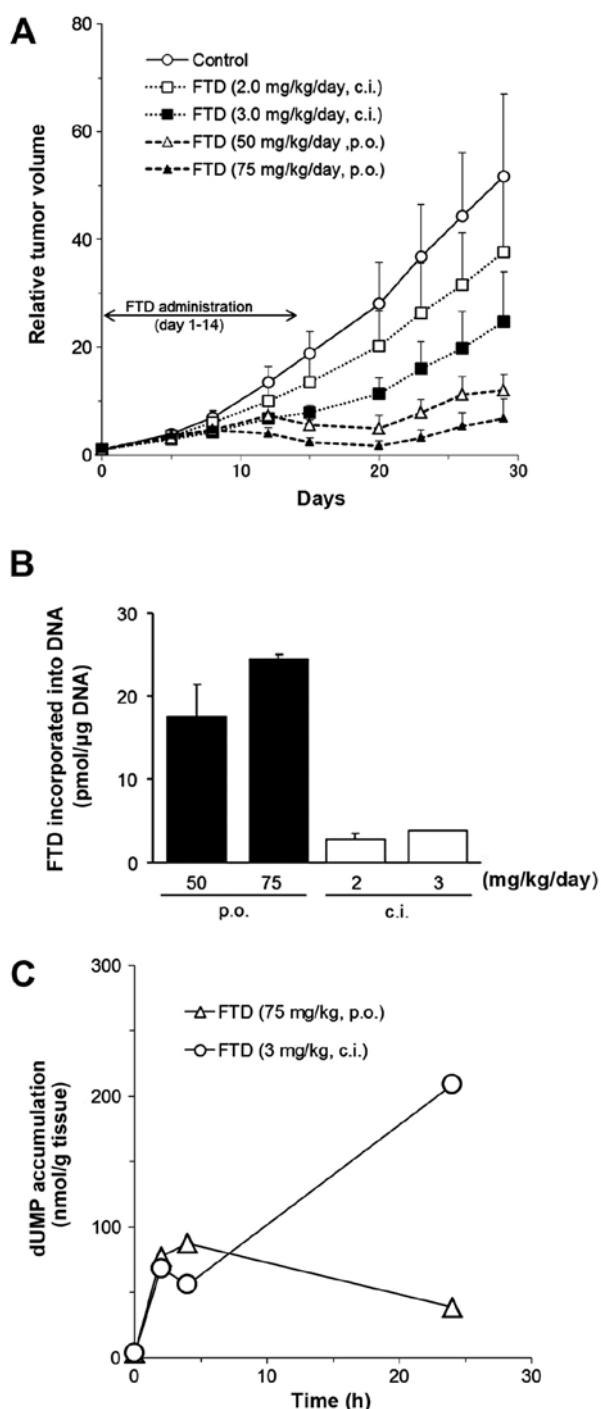 A
80
60
40
20
0
Relative tumor volume
Control
FTD (2.0 mg/kg/day, c.i.)
FTD (3.0 mg/kg/day, c.i.)
FTD (50 mg/kg/day ,p.o.)
FTD (75 mg/kg/day, p.o.)
FTD administration
(day 1-14)
0 10 20 30
Days
B
FTD incorporated into DNA
(pmol/µg DNA)
30
20
10
0
50 75 2 3 (mg/kg/day)
p.o. c.i.
C
dUMP accumulation
(nmol/g tissue)
300
200
100
0
FTD (75 mg/kg, p.o.)
FTD (3 mg/kg, c.i.)
0 10 20 30
Time (h)